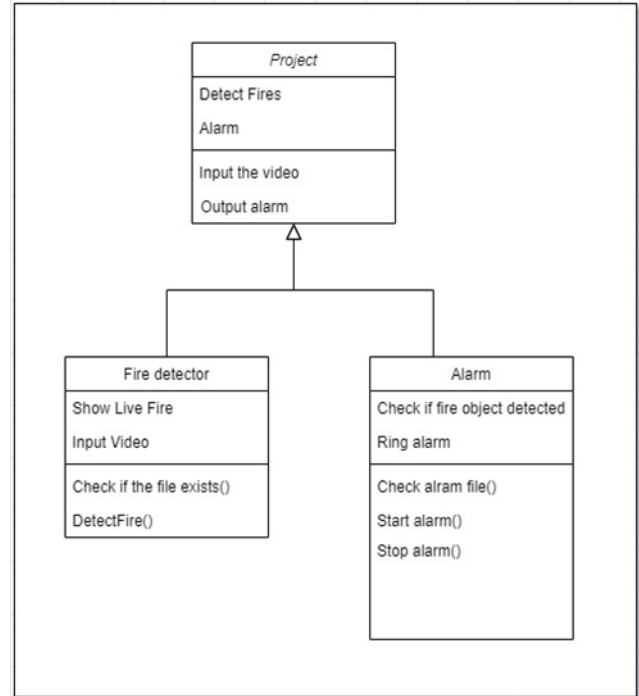 Project
Detect Fires
Alarm
Input the video
Output alarm
Fire detector
Show Live Fire
Input Video
Check if the file exists()
DetectFire()
Alarm
Check if fire object detected
Ring alarm
Check alram file()
Start alarm()
Stop alarm()